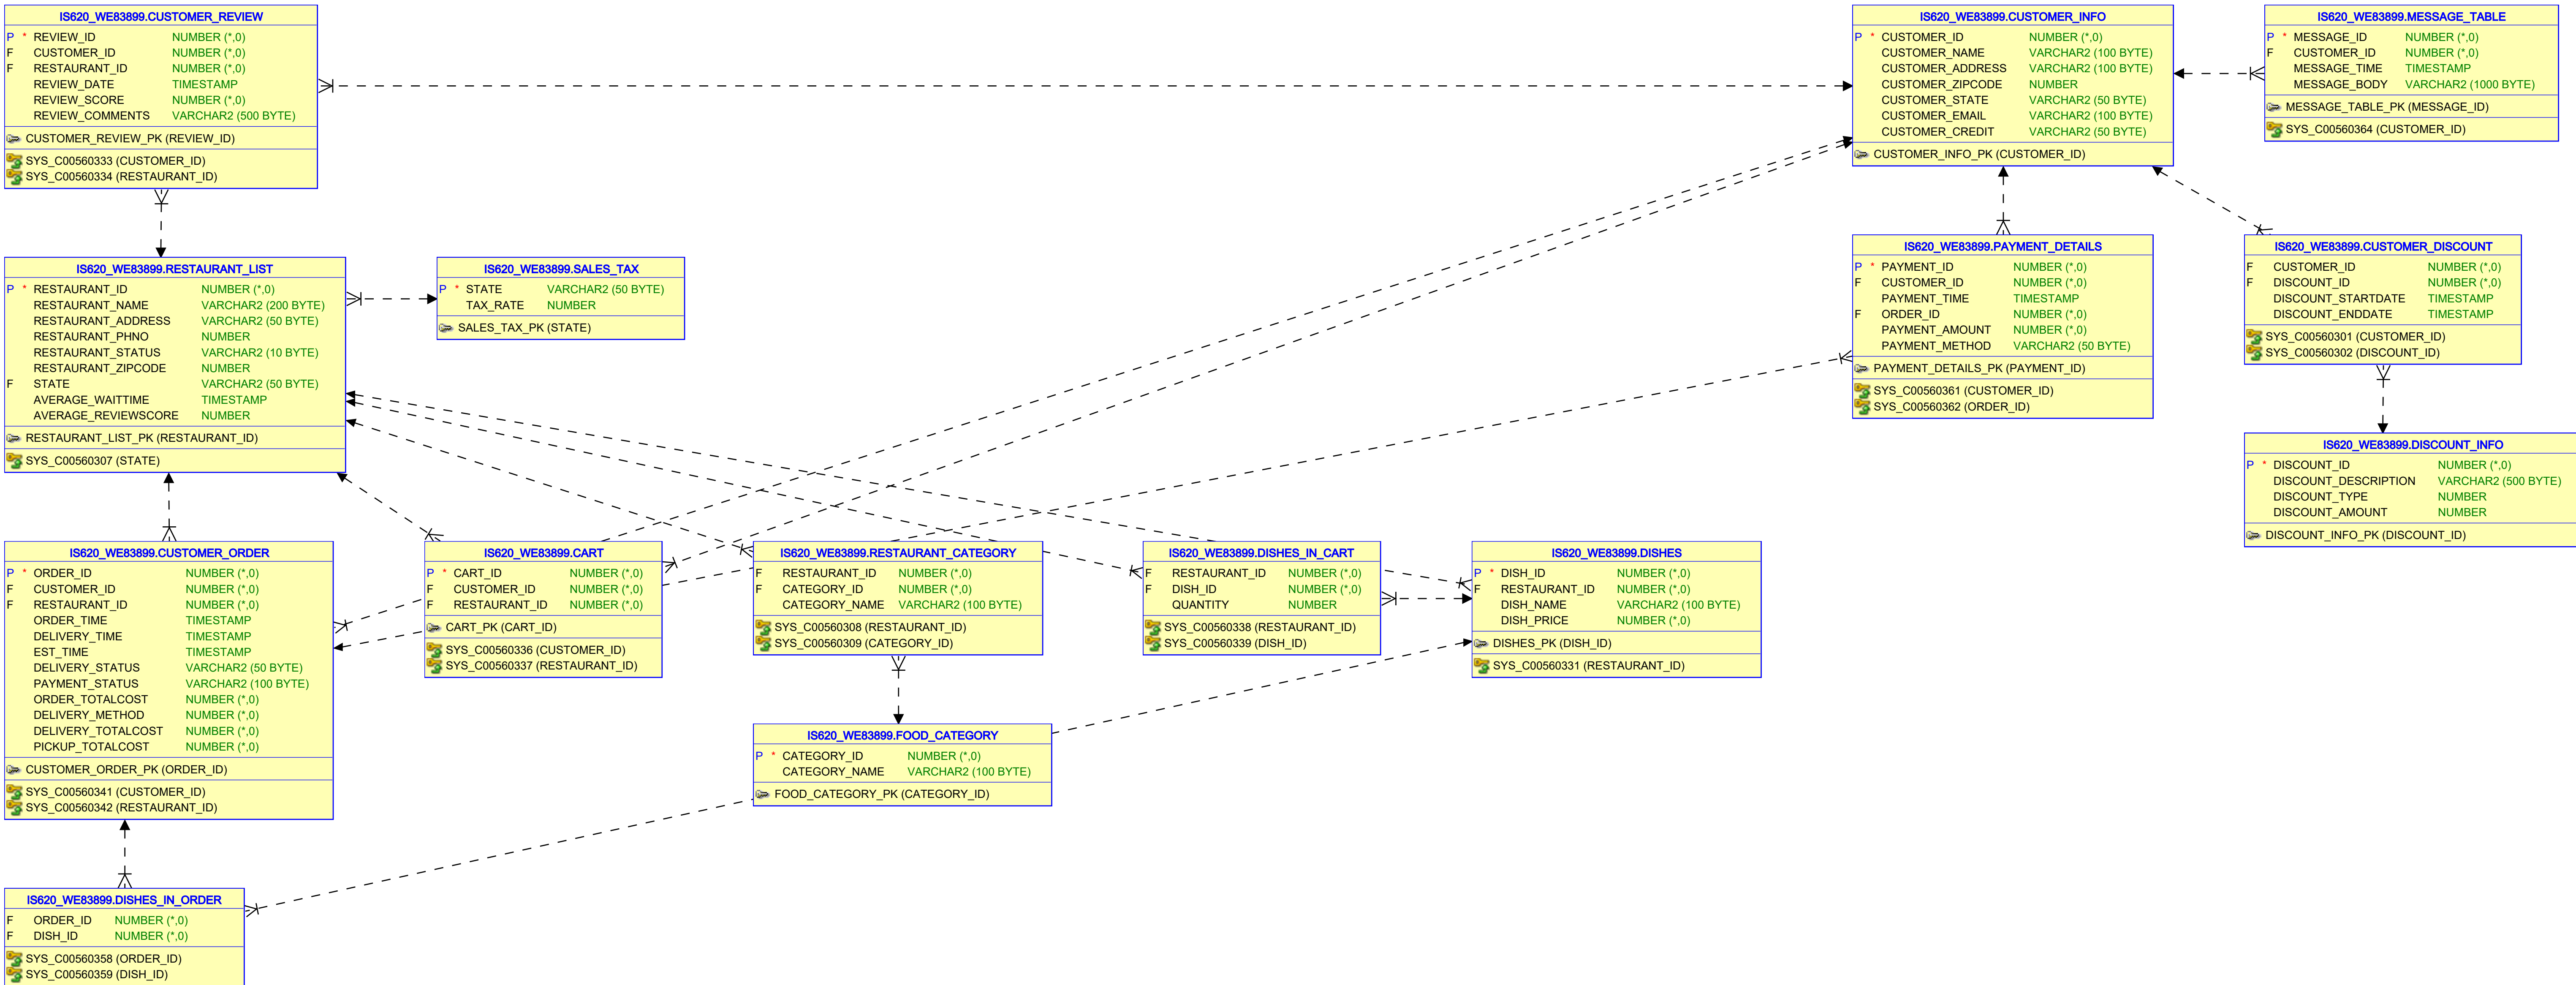 IS620_WE83899.CUSTOMER_REVIEW
P * REVIEW_ID NUMBER (*,0)
F CUSTOMER_ID NUMBER (*,0)
F RESTAURANT_ID NUMBER (*,0)
REVIEW_DATE TIMESTAMP
REVIEW_SCORE NUMBER (*,0)
REVIEW_COMMENTS VARCHAR2 (500 BYTE)
CUSTOMER_REVIEW_PK (REVIEW_ID)
SYS_C00560333 (CUSTOMER_ID)
SYS_C00560334 (RESTAURANT_ID)
IS620_WE83899.CUSTOMER_INFO
P * CUSTOMER_ID NUMBER (*,0)
CUSTOMER_NAME VARCHAR2 (100 BYTE)
CUSTOMER_ADDRESS VARCHAR2 (100 BYTE)
CUSTOMER_ZIPCODE NUMBER
CUSTOMER_STATE VARCHAR2 (50 BYTE)
CUSTOMER_EMAIL VARCHAR2 (100 BYTE)
CUSTOMER_CREDIT VARCHAR2 (50 BYTE)
CUSTOMER_INFO_PK (CUSTOMER_ID)
IS620_WE83899.MESSAGE_TABLE
P * MESSAGE_ID NUMBER (*,0)
F CUSTOMER_ID NUMBER (*,0)
MESSAGE_TIME TIMESTAMP
MESSAGE_BODY VARCHAR2 (1000 BYTE)
MESSAGE_TABLE_PK (MESSAGE_ID)
SYS_C00560364 (CUSTOMER_ID)
IS620_WE83899.RESTAURANT_LIST
P * RESTAURANT_ID NUMBER (*,0)
RESTAURANT_NAME VARCHAR2 (200 BYTE)
RESTAURANT_ADDRESS VARCHAR2 (50 BYTE)
RESTAURANT_PHNO NUMBER
RESTAURANT_STATUS VARCHAR2 (10 BYTE)
RESTAURANT_ZIPCODE NUMBER
F STATE VARCHAR2 (50 BYTE)
AVERAGE_WAITTIME TIMESTAMP
AVERAGE_REVIEWSCORE NUMBER
RESTAURANT_LIST_PK (RESTAURANT_ID)
SYS_C00560307 (STATE)
IS620_WE83899.SALES_TAX
P * STATE VARCHAR2 (50 BYTE)
TAX_RATE NUMBER
SALES_TAX_PK (STATE)
IS620_WE83899.PAYMENT_DETAILS
P * PAYMENT_ID NUMBER (*,0)
F CUSTOMER_ID NUMBER (*,0)
PAYMENT_TIME TIMESTAMP
F ORDER_ID NUMBER (*,0)
PAYMENT_AMOUNT NUMBER (*,0)
PAYMENT_METHOD VARCHAR2 (50 BYTE)
PAYMENT_DETAILS_PK (PAYMENT_ID)
SYS_C00560361 (CUSTOMER_ID)
SYS_C00560362 (ORDER_ID)
IS620_WE83899.CUSTOMER_DISCOUNT
F CUSTOMER_ID NUMBER (*,0)
F DISCOUNT_ID NUMBER (*,0)
DISCOUNT_STARTDATE TIMESTAMP
DISCOUNT_ENDDATE TIMESTAMP
SYS_C00560301 (CUSTOMER_ID)
SYS_C00560302 (DISCOUNT_ID)
IS620_WE83899.DISCOUNT_INFO
P * DISCOUNT_ID NUMBER (*,0)
DISCOUNT_DESCRIPTION VARCHAR2 (500 BYTE)
DISCOUNT_TYPE NUMBER
DISCOUNT_AMOUNT NUMBER
DISCOUNT_INFO_PK (DISCOUNT_ID)
IS620_WE83899.CUSTOMER_ORDER
P * ORDER_ID NUMBER (*,0)
F CUSTOMER_ID NUMBER (*,0)
F RESTAURANT_ID NUMBER (*,0)
ORDER_TIME TIMESTAMP
DELIVERY_TIME TIMESTAMP
EST_TIME TIMESTAMP
DELIVERY_STATUS VARCHAR2 (50 BYTE)
PAYMENT_STATUS VARCHAR2 (100 BYTE)
ORDER_TOTALCOST NUMBER (*,0)
DELIVERY_METHOD NUMBER (*,0)
DELIVERY_TOTALCOST NUMBER (*,0)
PICKUP_TOTALCOST NUMBER (*,0)
CUSTOMER_ORDER_PK (ORDER_ID)
SYS_C00560341 (CUSTOMER_ID)
SYS_C00560342 (RESTAURANT_ID)
IS620_WE83899.CART
P * CART_ID NUMBER (*,0)
F CUSTOMER_ID NUMBER (*,0)
F RESTAURANT_ID NUMBER (*,0)
CART_PK (CART_ID)
SYS_C00560336 (CUSTOMER_ID)
SYS_C00560337 (RESTAURANT_ID)
IS620_WE83899.RESTAURANT_CATEGORY
F RESTAURANT_ID NUMBER (*,0)
F CATEGORY_ID NUMBER (*,0)
CATEGORY_NAME VARCHAR2 (100 BYTE)
SYS_C00560308 (RESTAURANT_ID)
SYS_C00560309 (CATEGORY_ID)
IS620_WE83899.DISHES_IN_CART
F RESTAURANT_ID NUMBER (*,0)
F DISH_ID NUMBER (*,0)
QUANTITY NUMBER
SYS_C00560338 (RESTAURANT_ID)
SYS_C00560339 (DISH_ID)
IS620_WE83899.DISHES
P * DISH_ID NUMBER (*,0)
F RESTAURANT_ID NUMBER (*,0)
DISH_NAME VARCHAR2 (100 BYTE)
DISH_PRICE NUMBER (*,0)
DISHES_PK (DISH_ID)
SYS_C00560331 (RESTAURANT_ID)
IS620_WE83899.FOOD_CATEGORY
P * CATEGORY_ID NUMBER (*,0)
CATEGORY_NAME VARCHAR2 (100 BYTE)
FOOD_CATEGORY_PK (CATEGORY_ID)
IS620_WE83899.DISHES_IN_ORDER
F ORDER_ID NUMBER (*,0)
F DISH_ID NUMBER (*,0)
SYS_C00560358 (ORDER_ID)
SYS_C00560359 (DISH_ID)